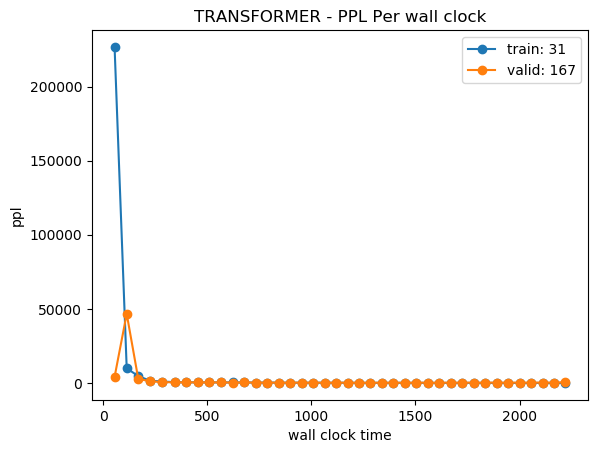 TRANSFORMER - PPL Per wall clock
train: 31
valid: 167
200000
150000
100000
50000
0
ppl
0 500 1000 1500 2000
wall clock time